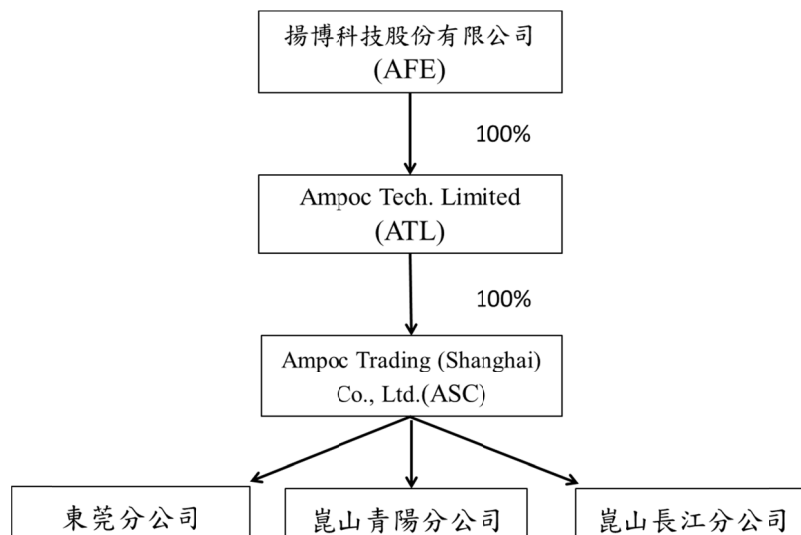 揚博科技股份有限公司
(AFE)
100%
Ampoc Tech. Limited
(ATL)
100%
Ampoc Trading (Shanghai)
Co., Ltd.(ASC)
東莞分公司
崑山青陽分公司
崑山長江分公司